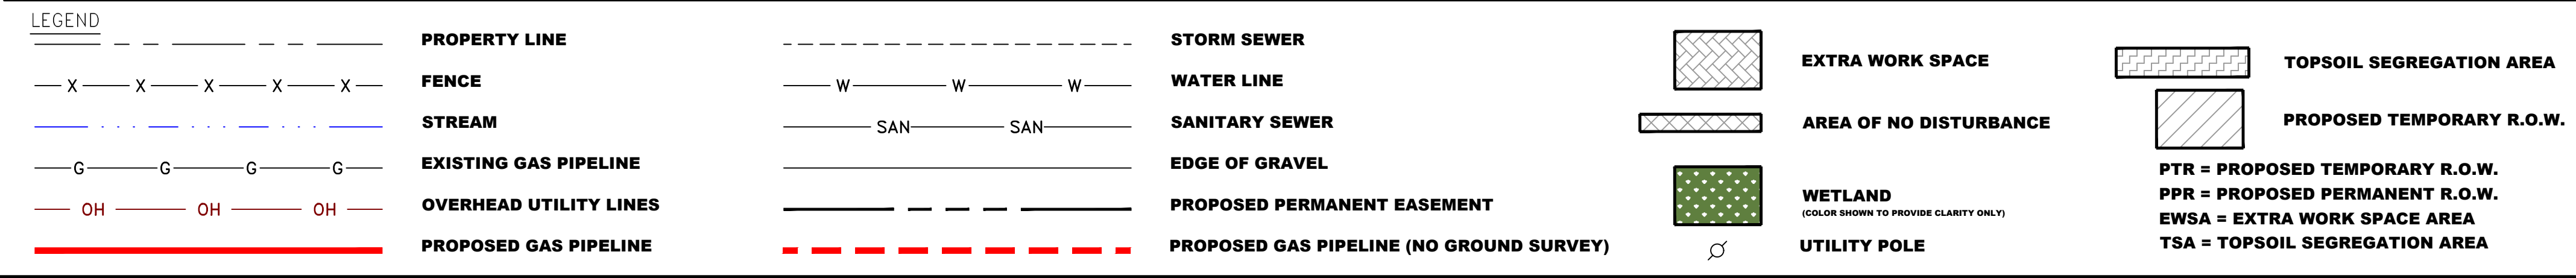 LEGEND
PROPERTY LINE
X X X X X FENCE
STREAM
G G G G EXISTING GAS PIPELINE
OH OH OH OVERHEAD UTILITY LINES
PROPOSED GAS PIPELINE
STORM SEWER
W W W WATER LINE
SAN SAN SANITARY SEWER
EDGE OF GRAVEL
PROPOSED PERMANENT EASEMENT
PROPOSED GAS PIPELINE (NO GROUND SURVEY)
EXTRA WORK SPACE
AREA OF NO DISTURBANCE
WETLAND
(COLOR SHOWN TO PROVIDE CLARITY ONLY)
UTILITY POLE
TOPSOIL SEGREGATION AREA
PROPOSED TEMPORARY R.O.W.
PTR = PROPOSED TEMPORARY R.O.W.
PPR = PROPOSED PERMANENT R.O.W.
EWSA = EXTRA WORK SPACE AREA
TSA = TOPSOIL SEGREGATION AREA